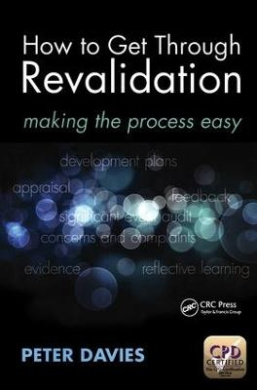 How to Get Through
Revalidation
making the process easy
development plans
appraisal
feedback
significant event audit
concerns and complaints
evidence
reflective learning
CRC Press
Taylor & Francis Group
PETER DAVIES
CPD
CERTIFIED